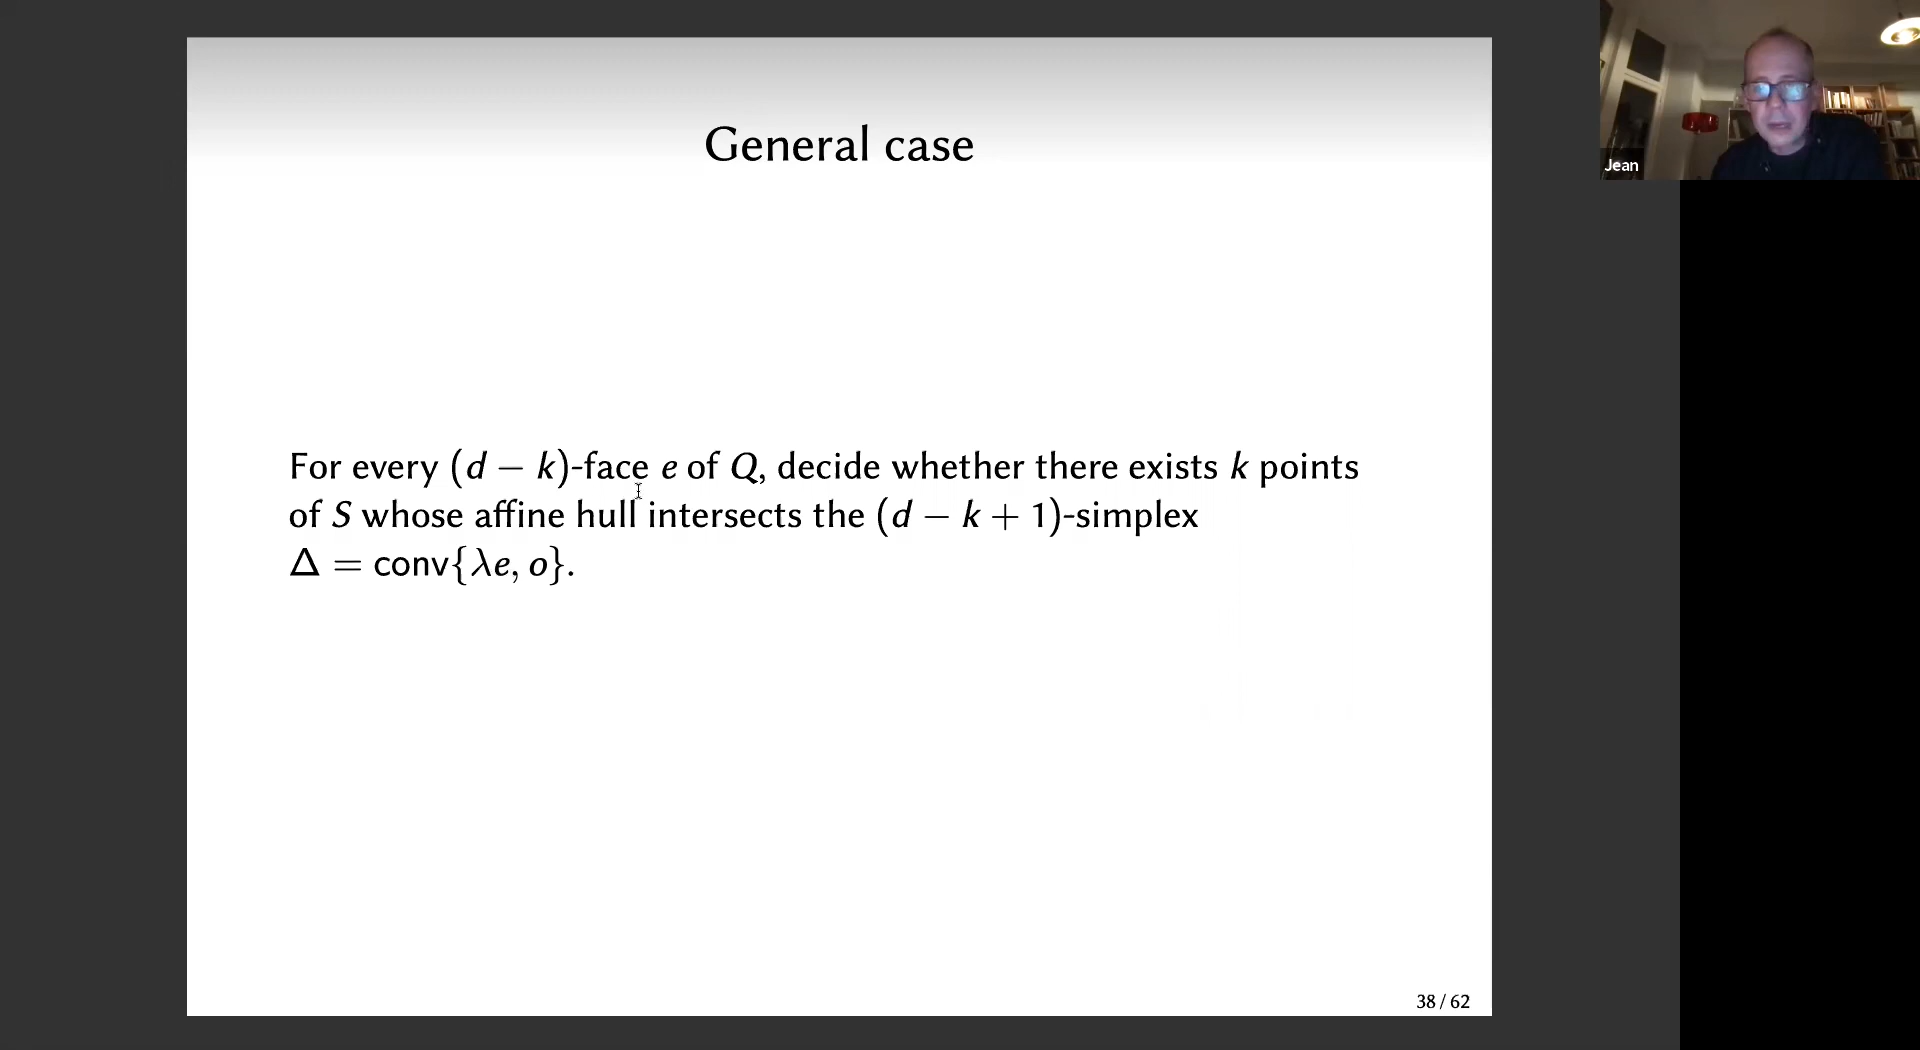 General case
Jean
For every (d − k)-face e of Q, decide whether there exists k points
of S whose affine hull intersects the (d − k + 1)-simplex
Δ = conv{λe, o}.
38 / 62